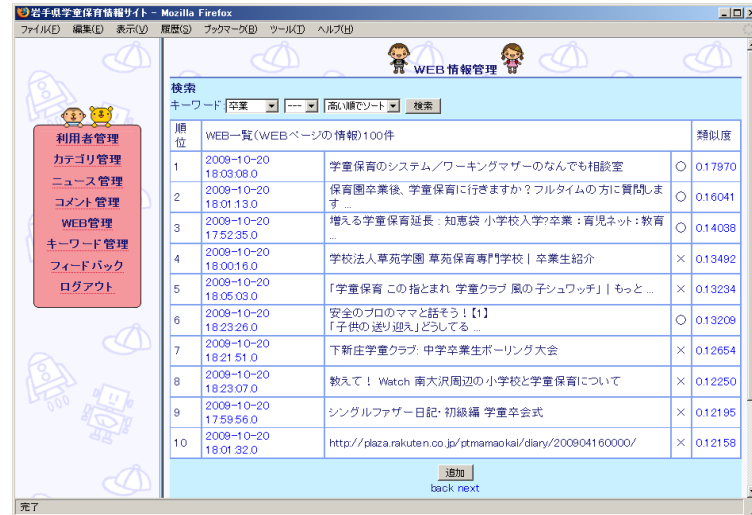 岩手県学童保育情報サイト - Mozilla Firefox
ファイル(F) 編集(E) 表示(V) 履歴(S) ブックマーク(B) ツール(T) ヘルプ(H)
WEB情報管理
利用者管理
カテゴリ管理
ニュース管理
コメント管理
WEB管理
キーワード管理
フィードバック
ログアウト
検索
キーワード 卒業 --- 高い順でソート 検索
順位 WEB一覧(WEBページの情報)100件 類似度
1 2009-10-20 18:03:08.0 学童保育のシステム／ワーキングマザーのなんでも相談室 ○ 0.17970
2 2009-10-20 18:01:13.0 保育園卒業後、学童保育に行きますか？フルタイムの方に質問します ... ○ 0.16041
3 2009-10-20 17:52:35.0 増える学童保育延長 : 知恵袋 小学校入学?卒業 : 育児ネット : 教育 ... ○ 0.14038
4 2009-10-20 18:00:16.0 学校法人草苑学園 草苑保育専門学校 | 卒業生紹介 × 0.13492
5 2009-10-20 18:05:03.0 「学童保育 この指とまれ 学童クラブ 風の子シュワッチ」 | もっと ... × 0.13234
6 2009-10-20 18:23:26.0 安全のプロのママと話そう！【1】
「子供の送り迎え」どうしてる ... ○ 0.13209
7 2009-10-20 18:21:51.0 下新庄学童クラブ: 中学卒業生ボーリング大会 × 0.12654
8 2009-10-20 18:23:07.0 教えて！ Watch 南大沢周辺の小学校と学童保育について × 0.12250
9 2009-10-20 17:59:56.0 シングルファザー日記・初級編 学童卒会式 × 0.12195
10 2009-10-20 18:01:32.0 http://plaza.rakuten.co.jp/ptmamaokai/diary/200904160000/ × 0.12158
追加
back next
完了